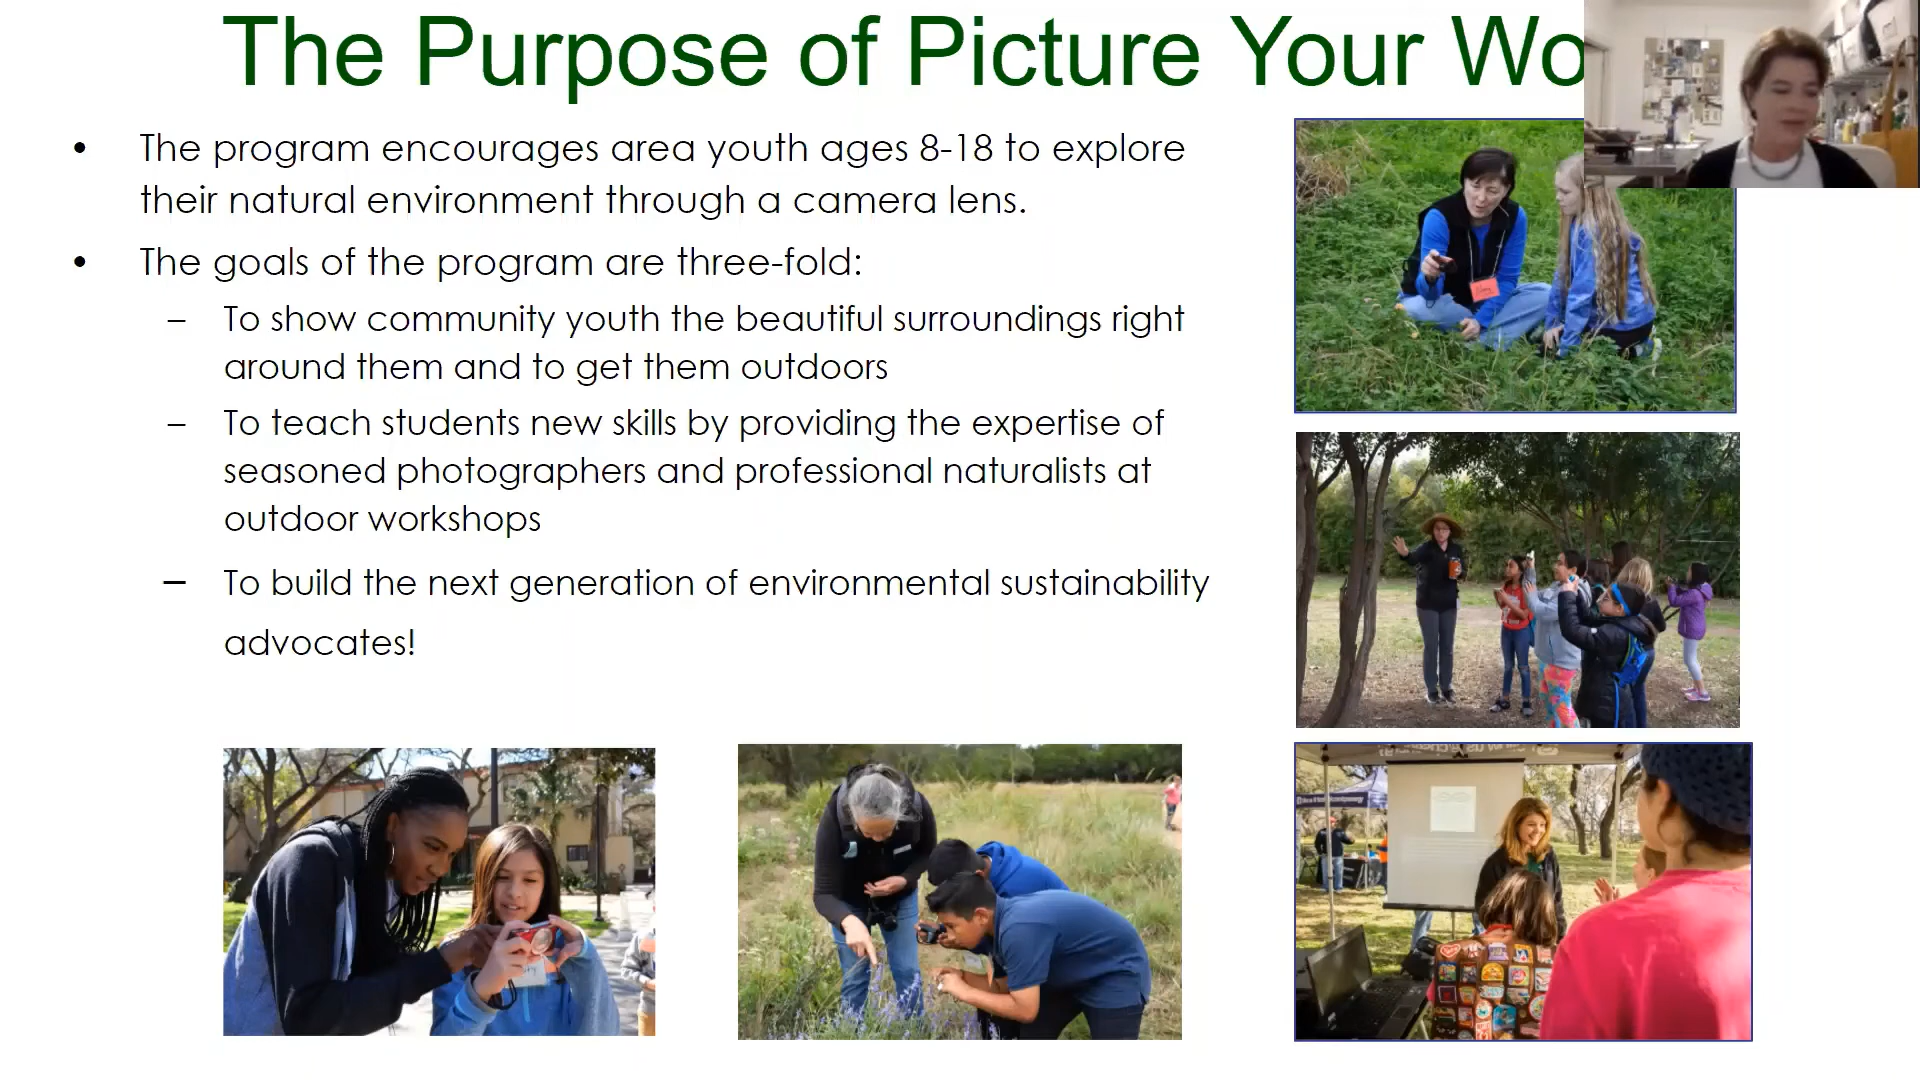 The Purpose of Picture Your Wo
• The program encourages area youth ages 8-18 to explore
their natural environment through a camera lens.
• The goals of the program are three-fold:
– To show community youth the beautiful surroundings right
around them and to get them outdoors
– To teach students new skills by providing the expertise of
seasoned photographers and professional naturalists at
outdoor workshops
– To build the next generation of environmental sustainability
advocates!